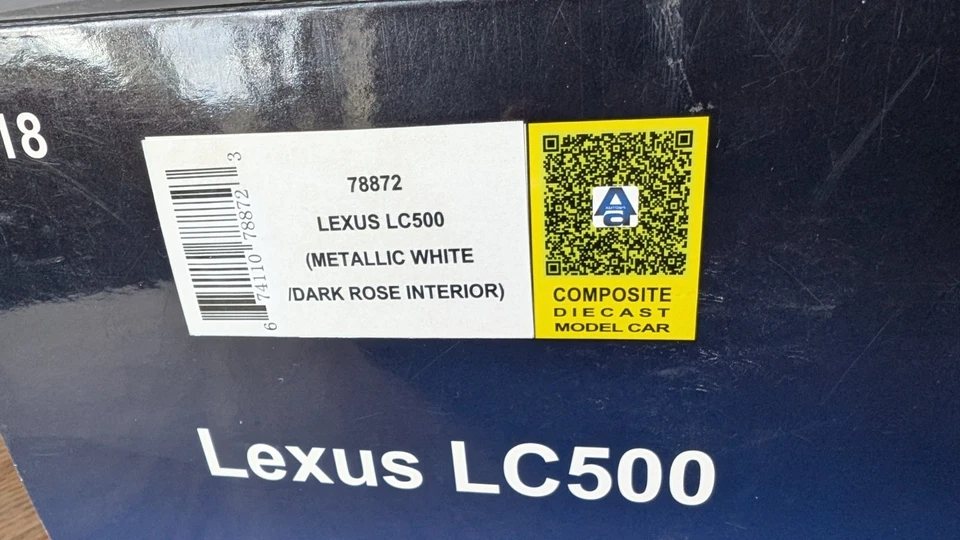 18
78872
LEXUS LC500
(METALLIC WHITE
/DARK ROSE INTERIOR)
6 74110 78872 3
COMPOSITE
DIECAST
MODEL CAR
Lexus LC500